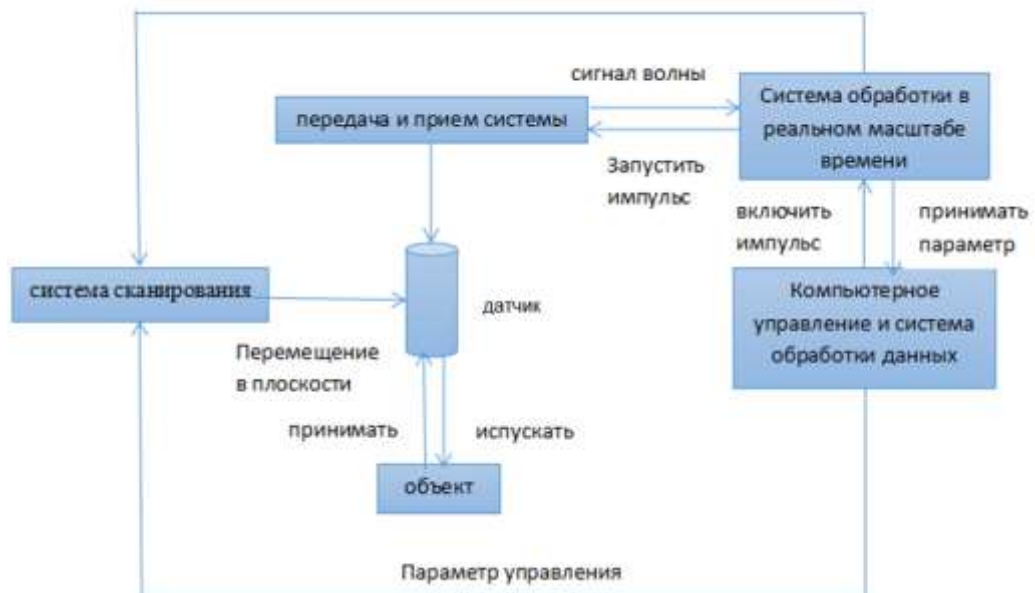 сигнал волны
передача и прием системы
Система обработки в
реальном масштабе
времени
Запустить
импульс
включить
импульс
принимать
параметр
система сканирования
датчик
Компьютерное
управление и система
обработки данных
Перемещение
в плоскости
принимать
испускать
объект
Параметр управления